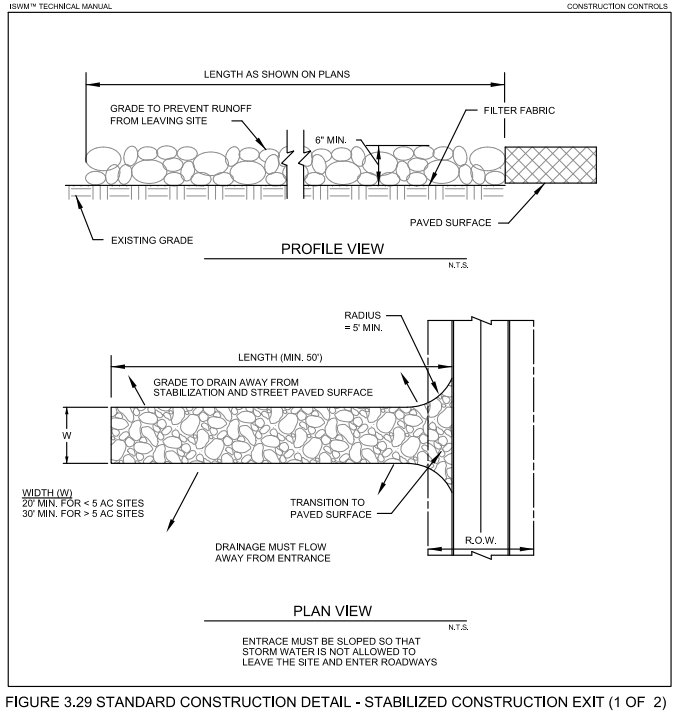 iSWM™ TECHNICAL MANUAL
CONSTRUCTION CONTROLS
LENGTH AS SHOWN ON PLANS
GRADE TO PREVENT RUNOFF
FROM LEAVING SITE
6" MIN.
FILTER FABRIC
PAVED SURFACE
EXISTING GRADE
PROFILE VIEW
N.T.S.
RADIUS
= 5' MIN.
LENGTH (MIN. 50')
GRADE TO DRAIN AWAY FROM
STABILIZATION AND STREET PAVED SURFACE
W
WIDTH (W)
20' MIN. FOR < 5 AC SITES
30' MIN. FOR > 5 AC SITES
TRANSITION TO
PAVED SURFACE
R.O.W.
DRAINAGE MUST FLOW
AWAY FROM ENTRANCE
PLAN VIEW
N.T.S.
ENTRACE MUST BE SLOPED SO THAT
STORM WATER IS NOT ALLOWED TO
LEAVE THE SITE AND ENTER ROADWAYS
FIGURE 3.29 STANDARD CONSTRUCTION DETAIL - STABILIZED CONSTRUCTION EXIT (1 OF 2)